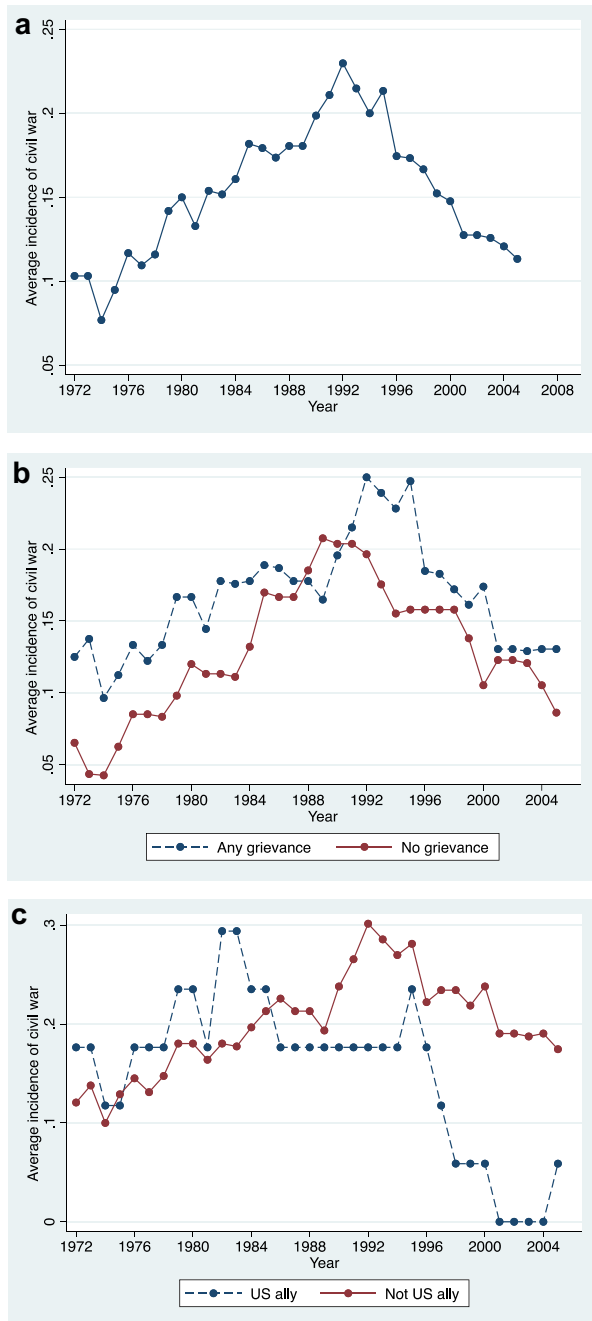 a
Average incidence of civil war
.25
.2
.15
.1
.05
1972 1976 1980 1984 1988 1992 1996 2000 2004 2008
Year
b
Average incidence of civil war
.25
.2
.15
.1
.05
1972 1976 1980 1984 1988 1992 1996 2000 2004
Year
Any grievance No grievance
c
Average incidence of civil war
.3
.2
.1
0
1972 1976 1980 1984 1988 1992 1996 2000 2004
Year
US ally Not US ally